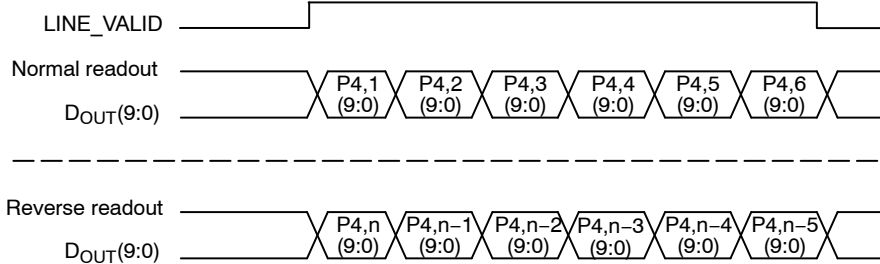 LINE_VALID
Normal readout
P4,1 P4,2 P4,3 P4,4 P4,5 P4,6
(9:0) (9:0) (9:0) (9:0) (9:0) (9:0)
DOUT(9:0)
Reverse readout
P4,n P4,n−1 P4,n−2 P4,n−3 P4,n−4 P4,n−5
(9:0) (9:0) (9:0) (9:0) (9:0) (9:0)
DOUT(9:0)